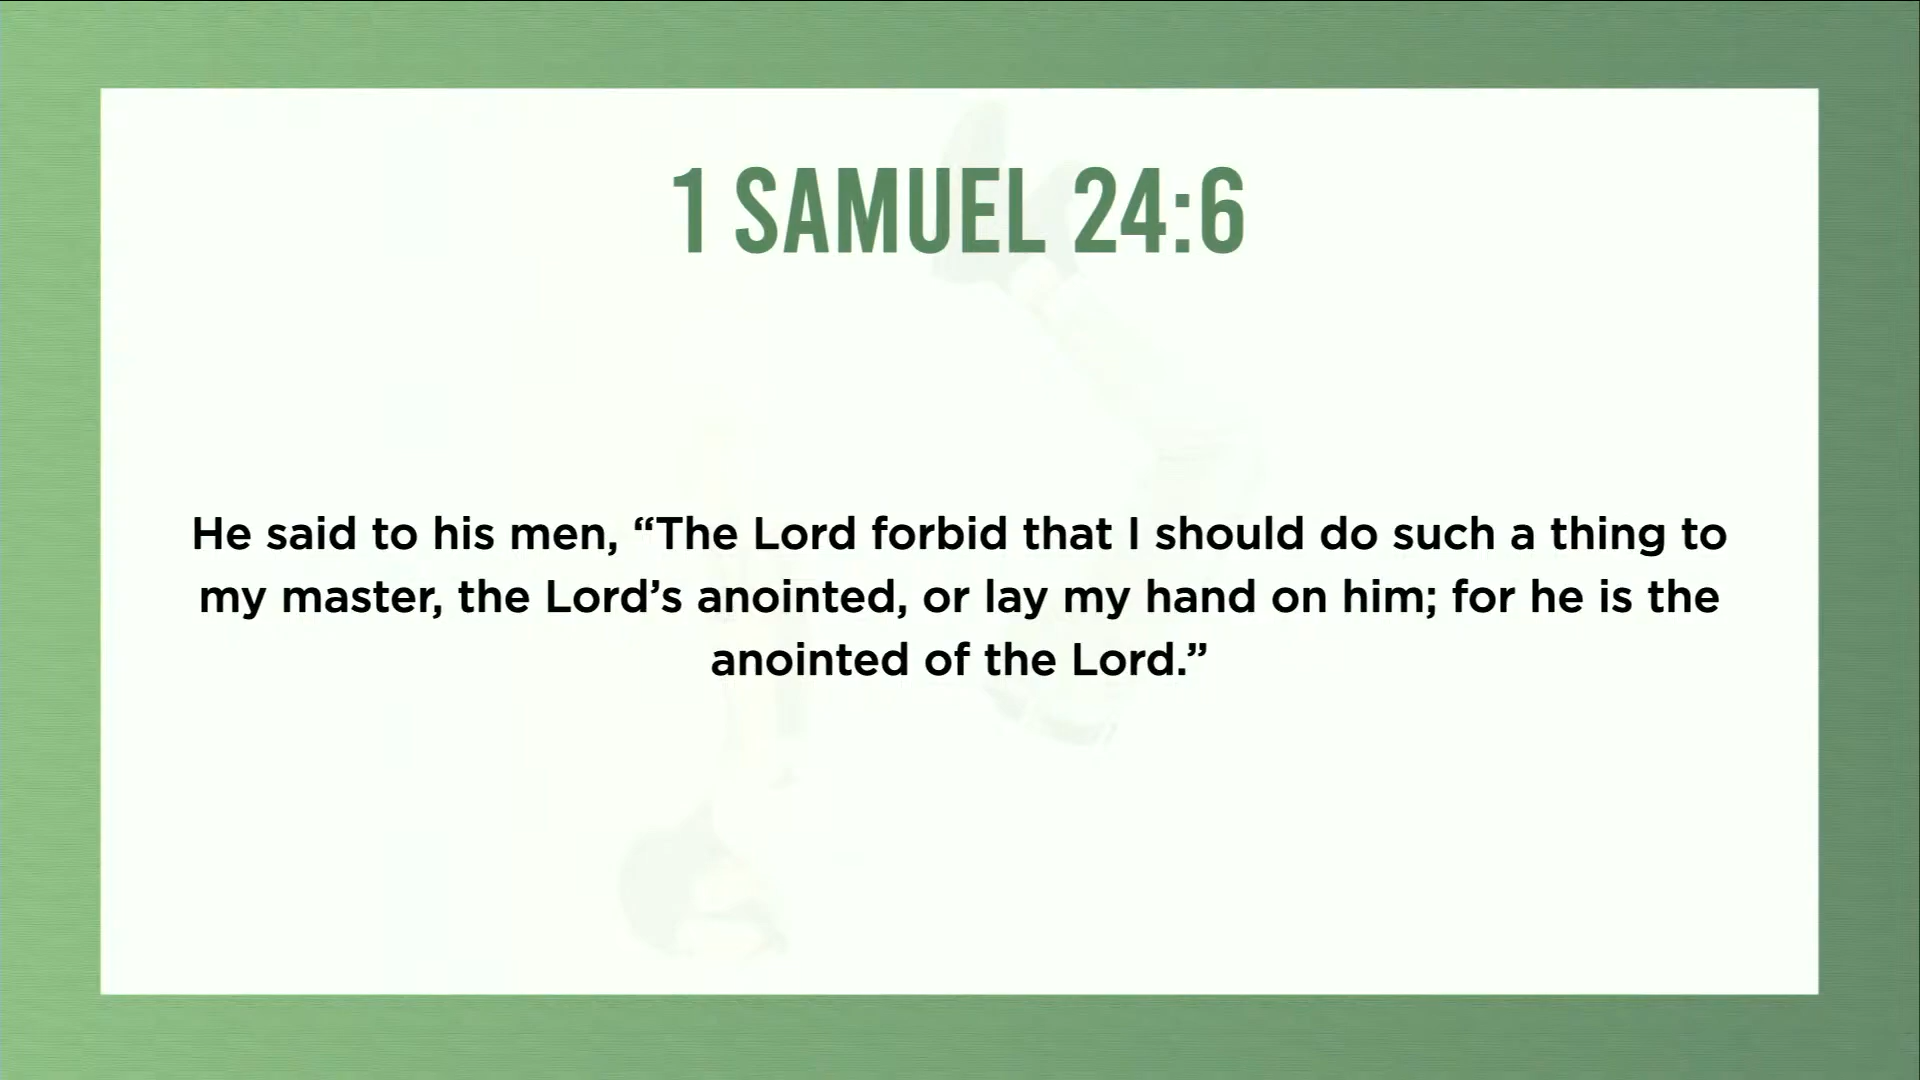 1 SAMUEL 24:6
He said to his men, “The Lord forbid that I should do such a thing to
my master, the Lord’s anointed, or lay my hand on him; for he is the
anointed of the Lord.”